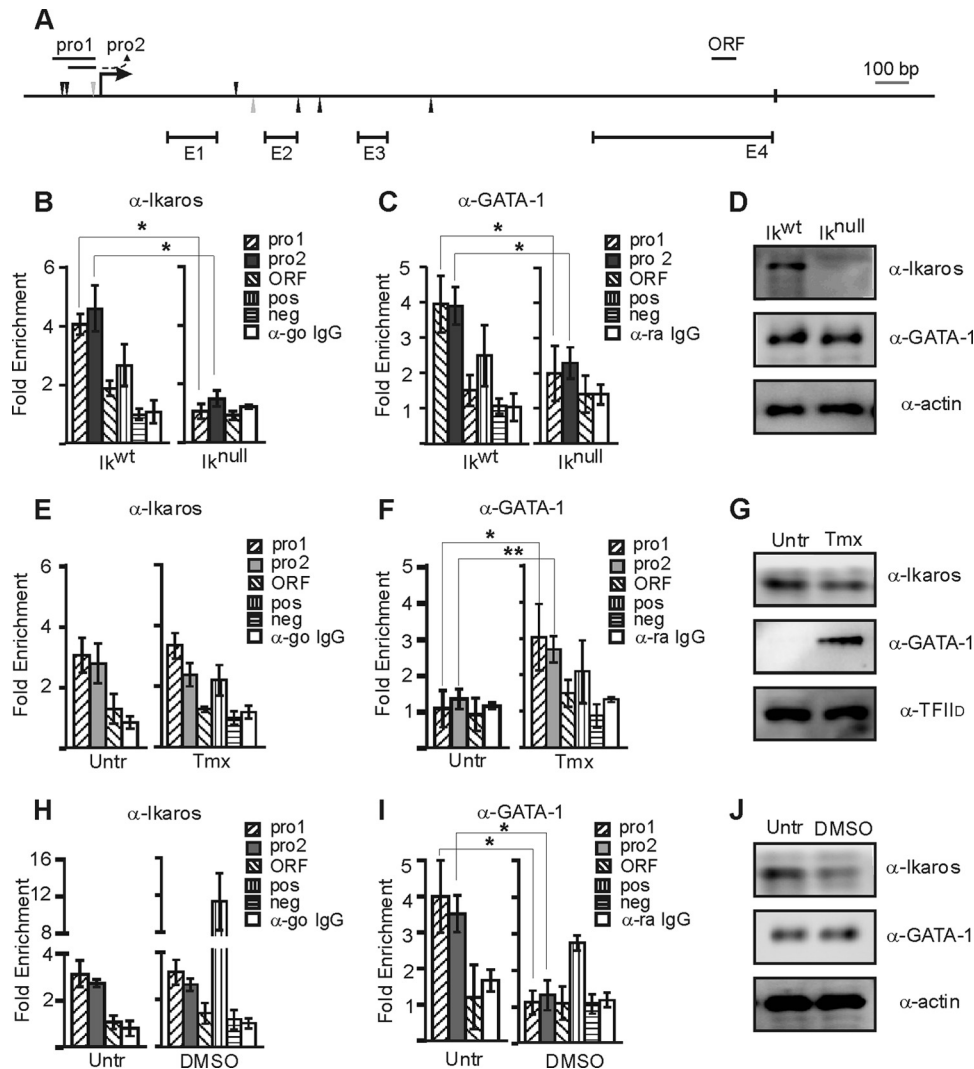 A
pro1 pro2 ORF
100 bp
E1 E2 E3 E4
B
α-Ikaros
*
*
Fold Enrichment
6
4
2
Ik^wt Ik^null
pro1
pro2
ORF
pos
neg
α-go IgG
C
α-GATA-1
*
*
Fold Enrichment
5
4
3
2
1
Ik^wt Ik^null
pro1
pro 2
ORF
pos
neg
α-ra IgG
D
Ik^wt Ik^null
α-Ikaros
α-GATA-1
α-actin
E
α-Ikaros
Fold Enrichment
6
4
2
Untr Tmx
pro1
pro2
ORF
pos
neg
α-go IgG
F
α-GATA-1
*
**
Fold Enrichment
5
4
3
2
1
Untr Tmx
pro1
pro2
ORF
pos
neg
α-ra IgG
G
Untr Tmx
α-Ikaros
α-GATA-1
α-TFIID
H
α-Ikaros
Fold Enrichment
16
12
8
4
2
Untr DMSO
pro1
pro2
ORF
pos
neg
α-go IgG
I
α-GATA-1
*
*
Fold Enrichment
5
4
3
2
1
Untr DMSO
pro1
pro2
ORF
pos
neg
α-ra IgG
J
Untr DMSO
α-Ikaros
α-GATA-1
α-actin